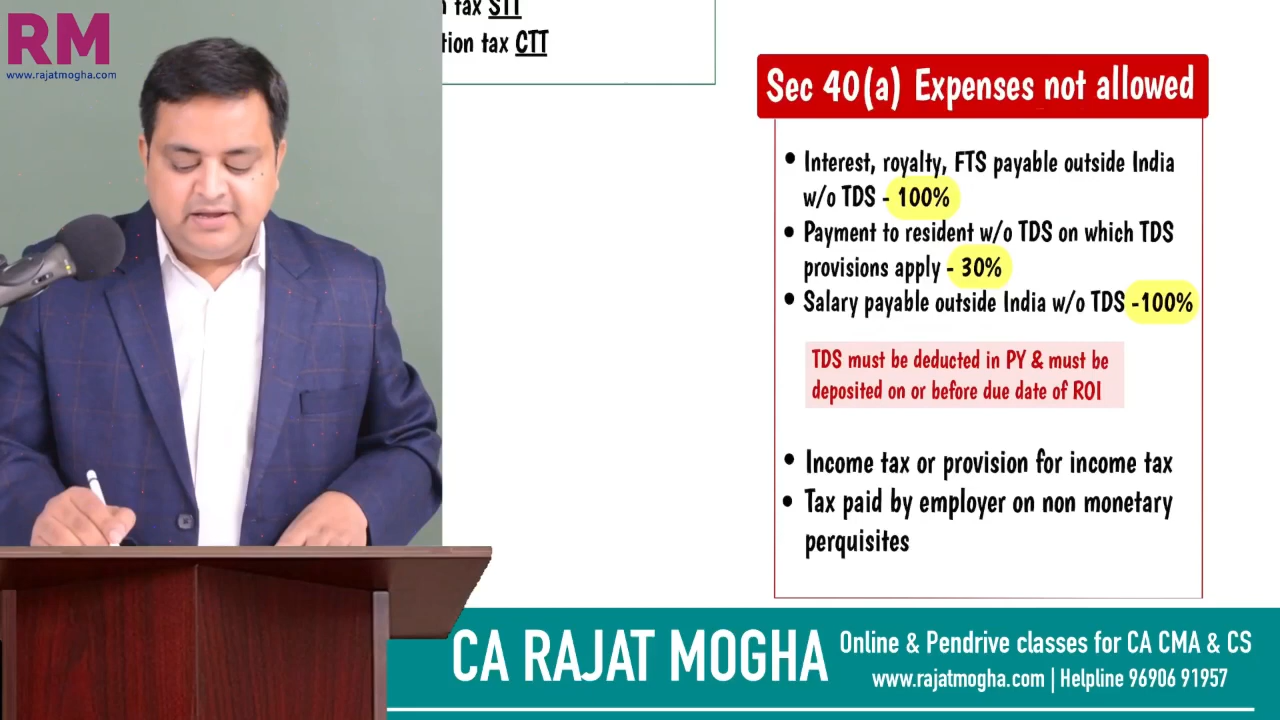 RM
www.rajatmogha.com
tax STT
tion tax CTT
Sec 40(a) Expenses not allowed
• Interest, royalty, FTS payable outside India
w/o TDS - 100%
• Payment to resident w/o TDS on which TDS
provisions apply - 30%
• Salary payable outside India w/o TDS -100%
TDS must be deducted in PY & must be
deposited on or before due date of ROI
• Income tax or provision for income tax
• Tax paid by employer on non monetary
perquisites
CA RAJAT MOGHA
Online & Pendrive classes for CA CMA & CS
www.rajatmogha.com | Helpline 96906 91957